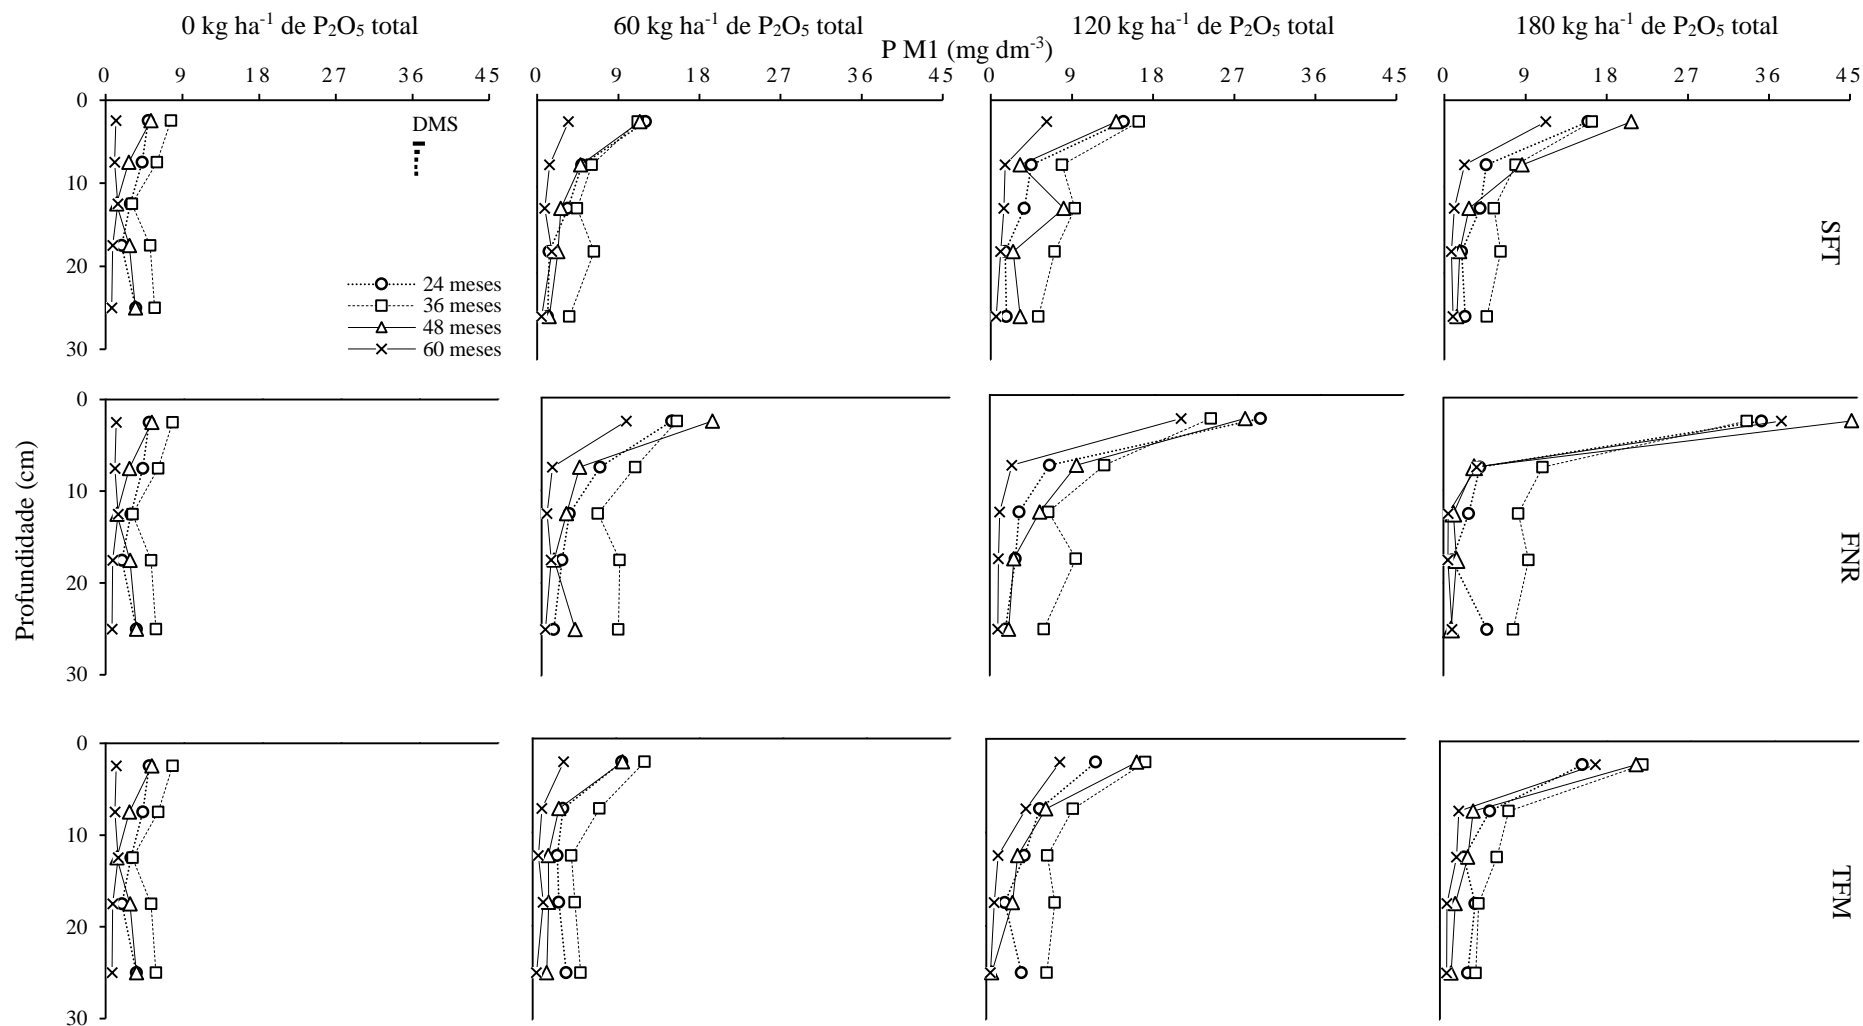 0 kg ha⁻¹ de P₂O₅ total 60 kg ha⁻¹ de P₂O₅ total 120 kg ha⁻¹ de P₂O₅ total 180 kg ha⁻¹ de P₂O₅ total
P M1 (mg dm⁻³)
0 9 18 27 36 45 0 9 18 27 36 45 0 9 18 27 36 45 0 9 18 27 36 45
0
DMS
10
SFT
20
24 meses
36 meses
48 meses
60 meses
30
Profundidade (cm)
0
10
FNR
20
30
0
10
TFM
20
30